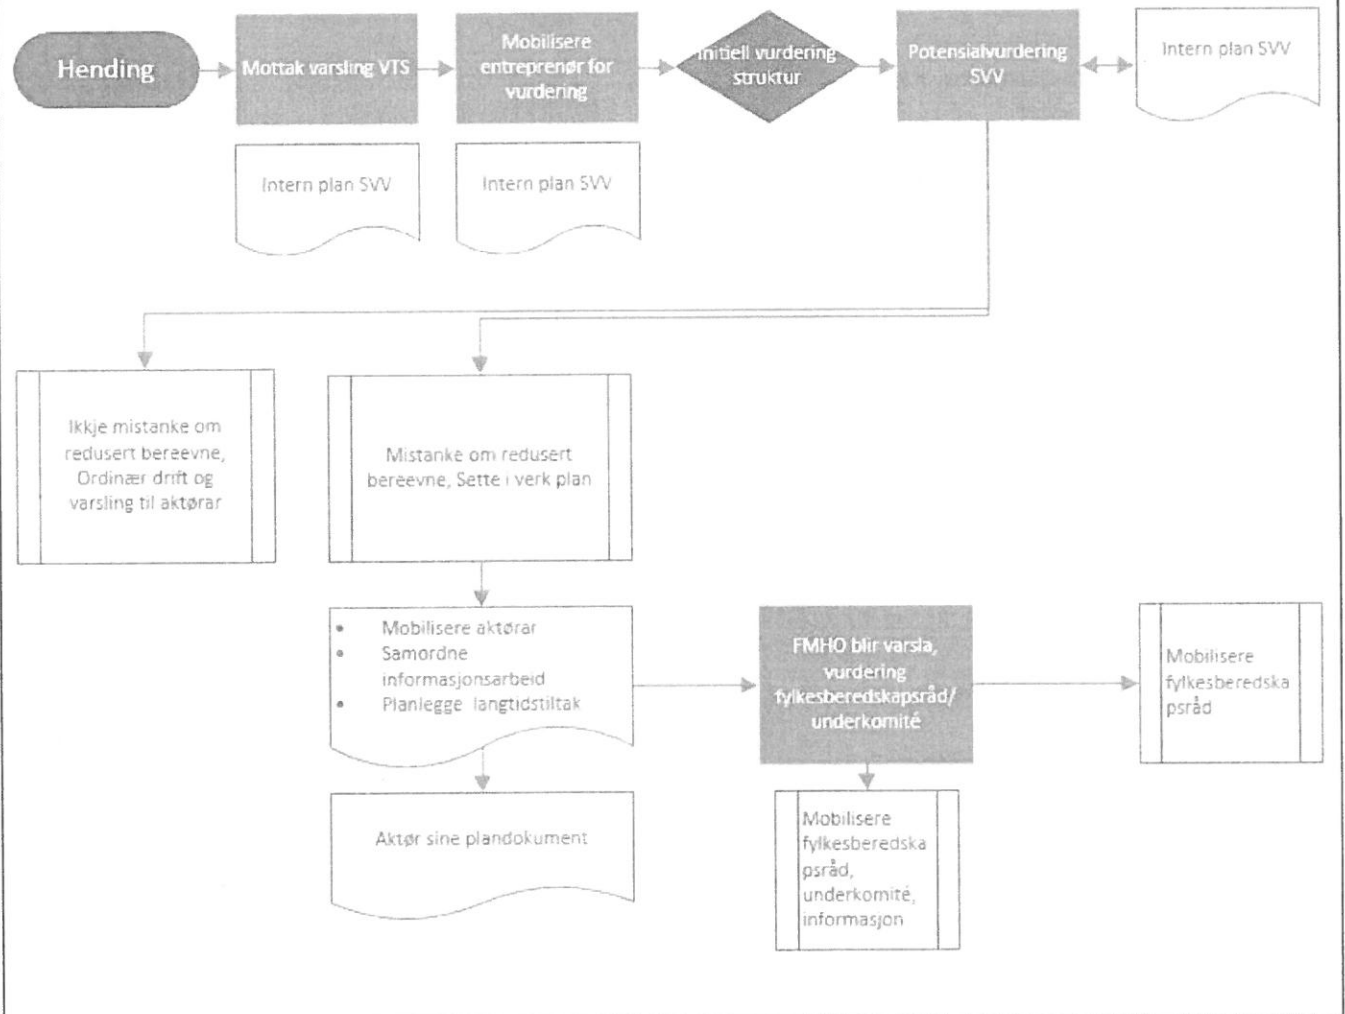 Hending
Mottak varsling VTS
Mobilisere
entreprenør for
vurdering
Initiell vurdering
struktur
Potensialvurdering
SVV
Intern plan SVV
Intern plan SVV
Intern plan SVV
Ikkje mistanke om
redusert bereevne,
Ordinær drift og
varsling til aktørar
Mistanke om redusert
bereevne, Sette i verk plan
• Mobilisere aktørar
• Samordne
informasjonsarbeid
• Planlegge langtidstiltak
FMHO blir varsla,
vurdering
fylkesberedskapsråd/
underkomité
Mobilisere
fylkesberedska
psråd
Aktør sine plandokument
Mobilisere
fylkesberedska
psråd,
underkomité,
informasjon